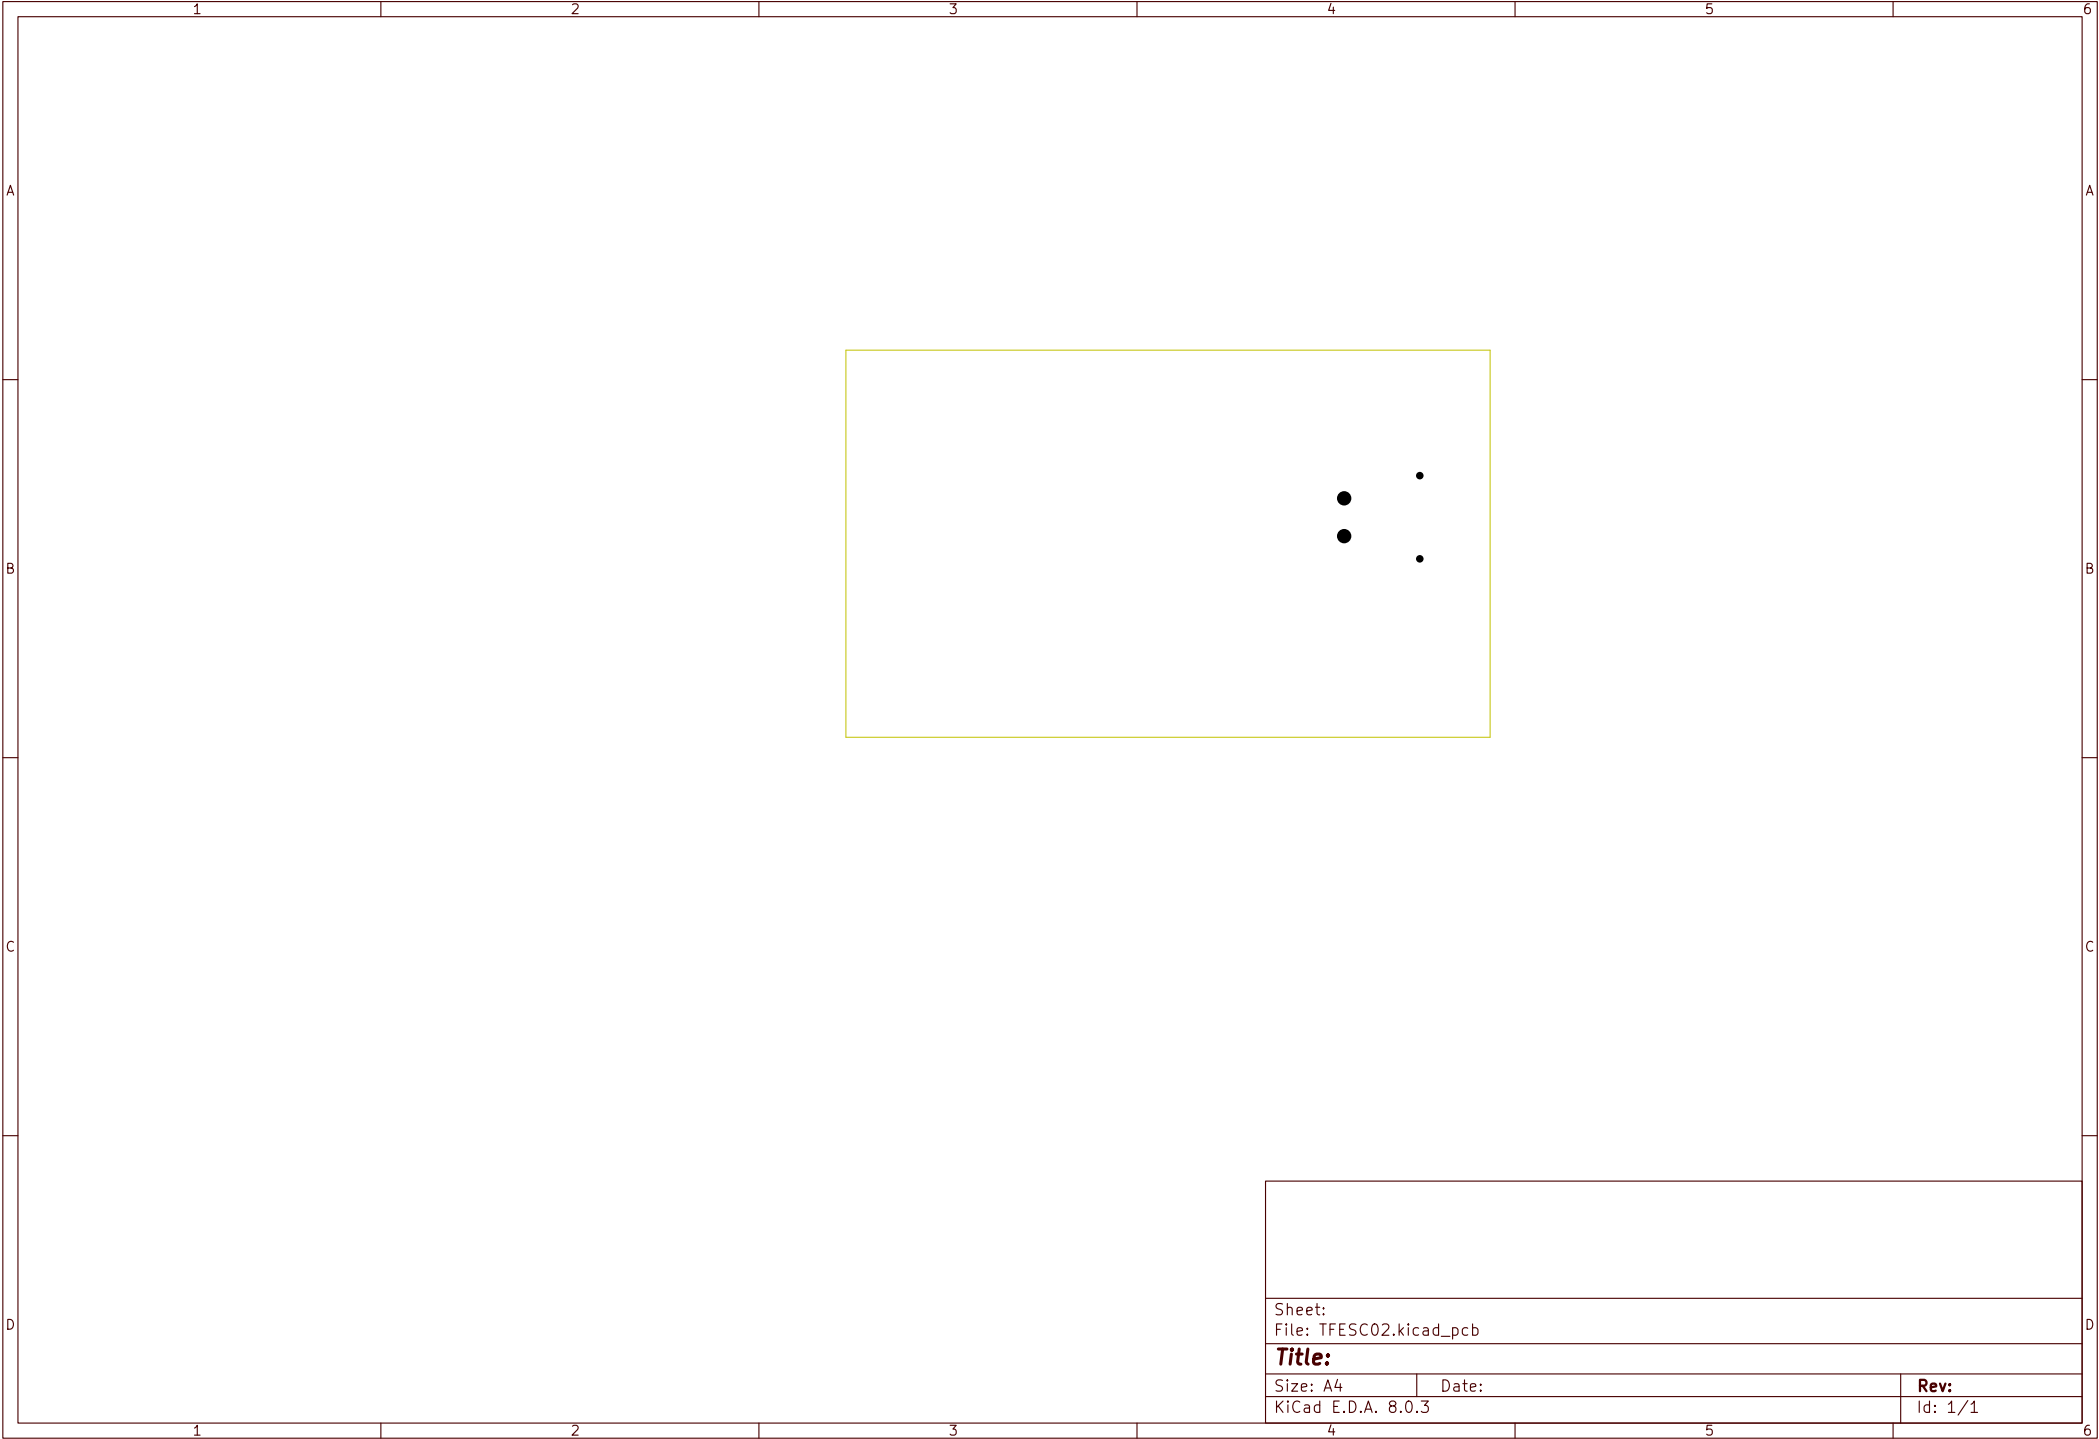 1 2 3 4 5 6
A A
B B
C C
D D
Sheet:
File: TFESC02.kicad_pcb
Title:
Size: A4 Date: Rev:
KiCad E.D.A. 8.0.3 Id: 1/1
1 2 3 4 5 6